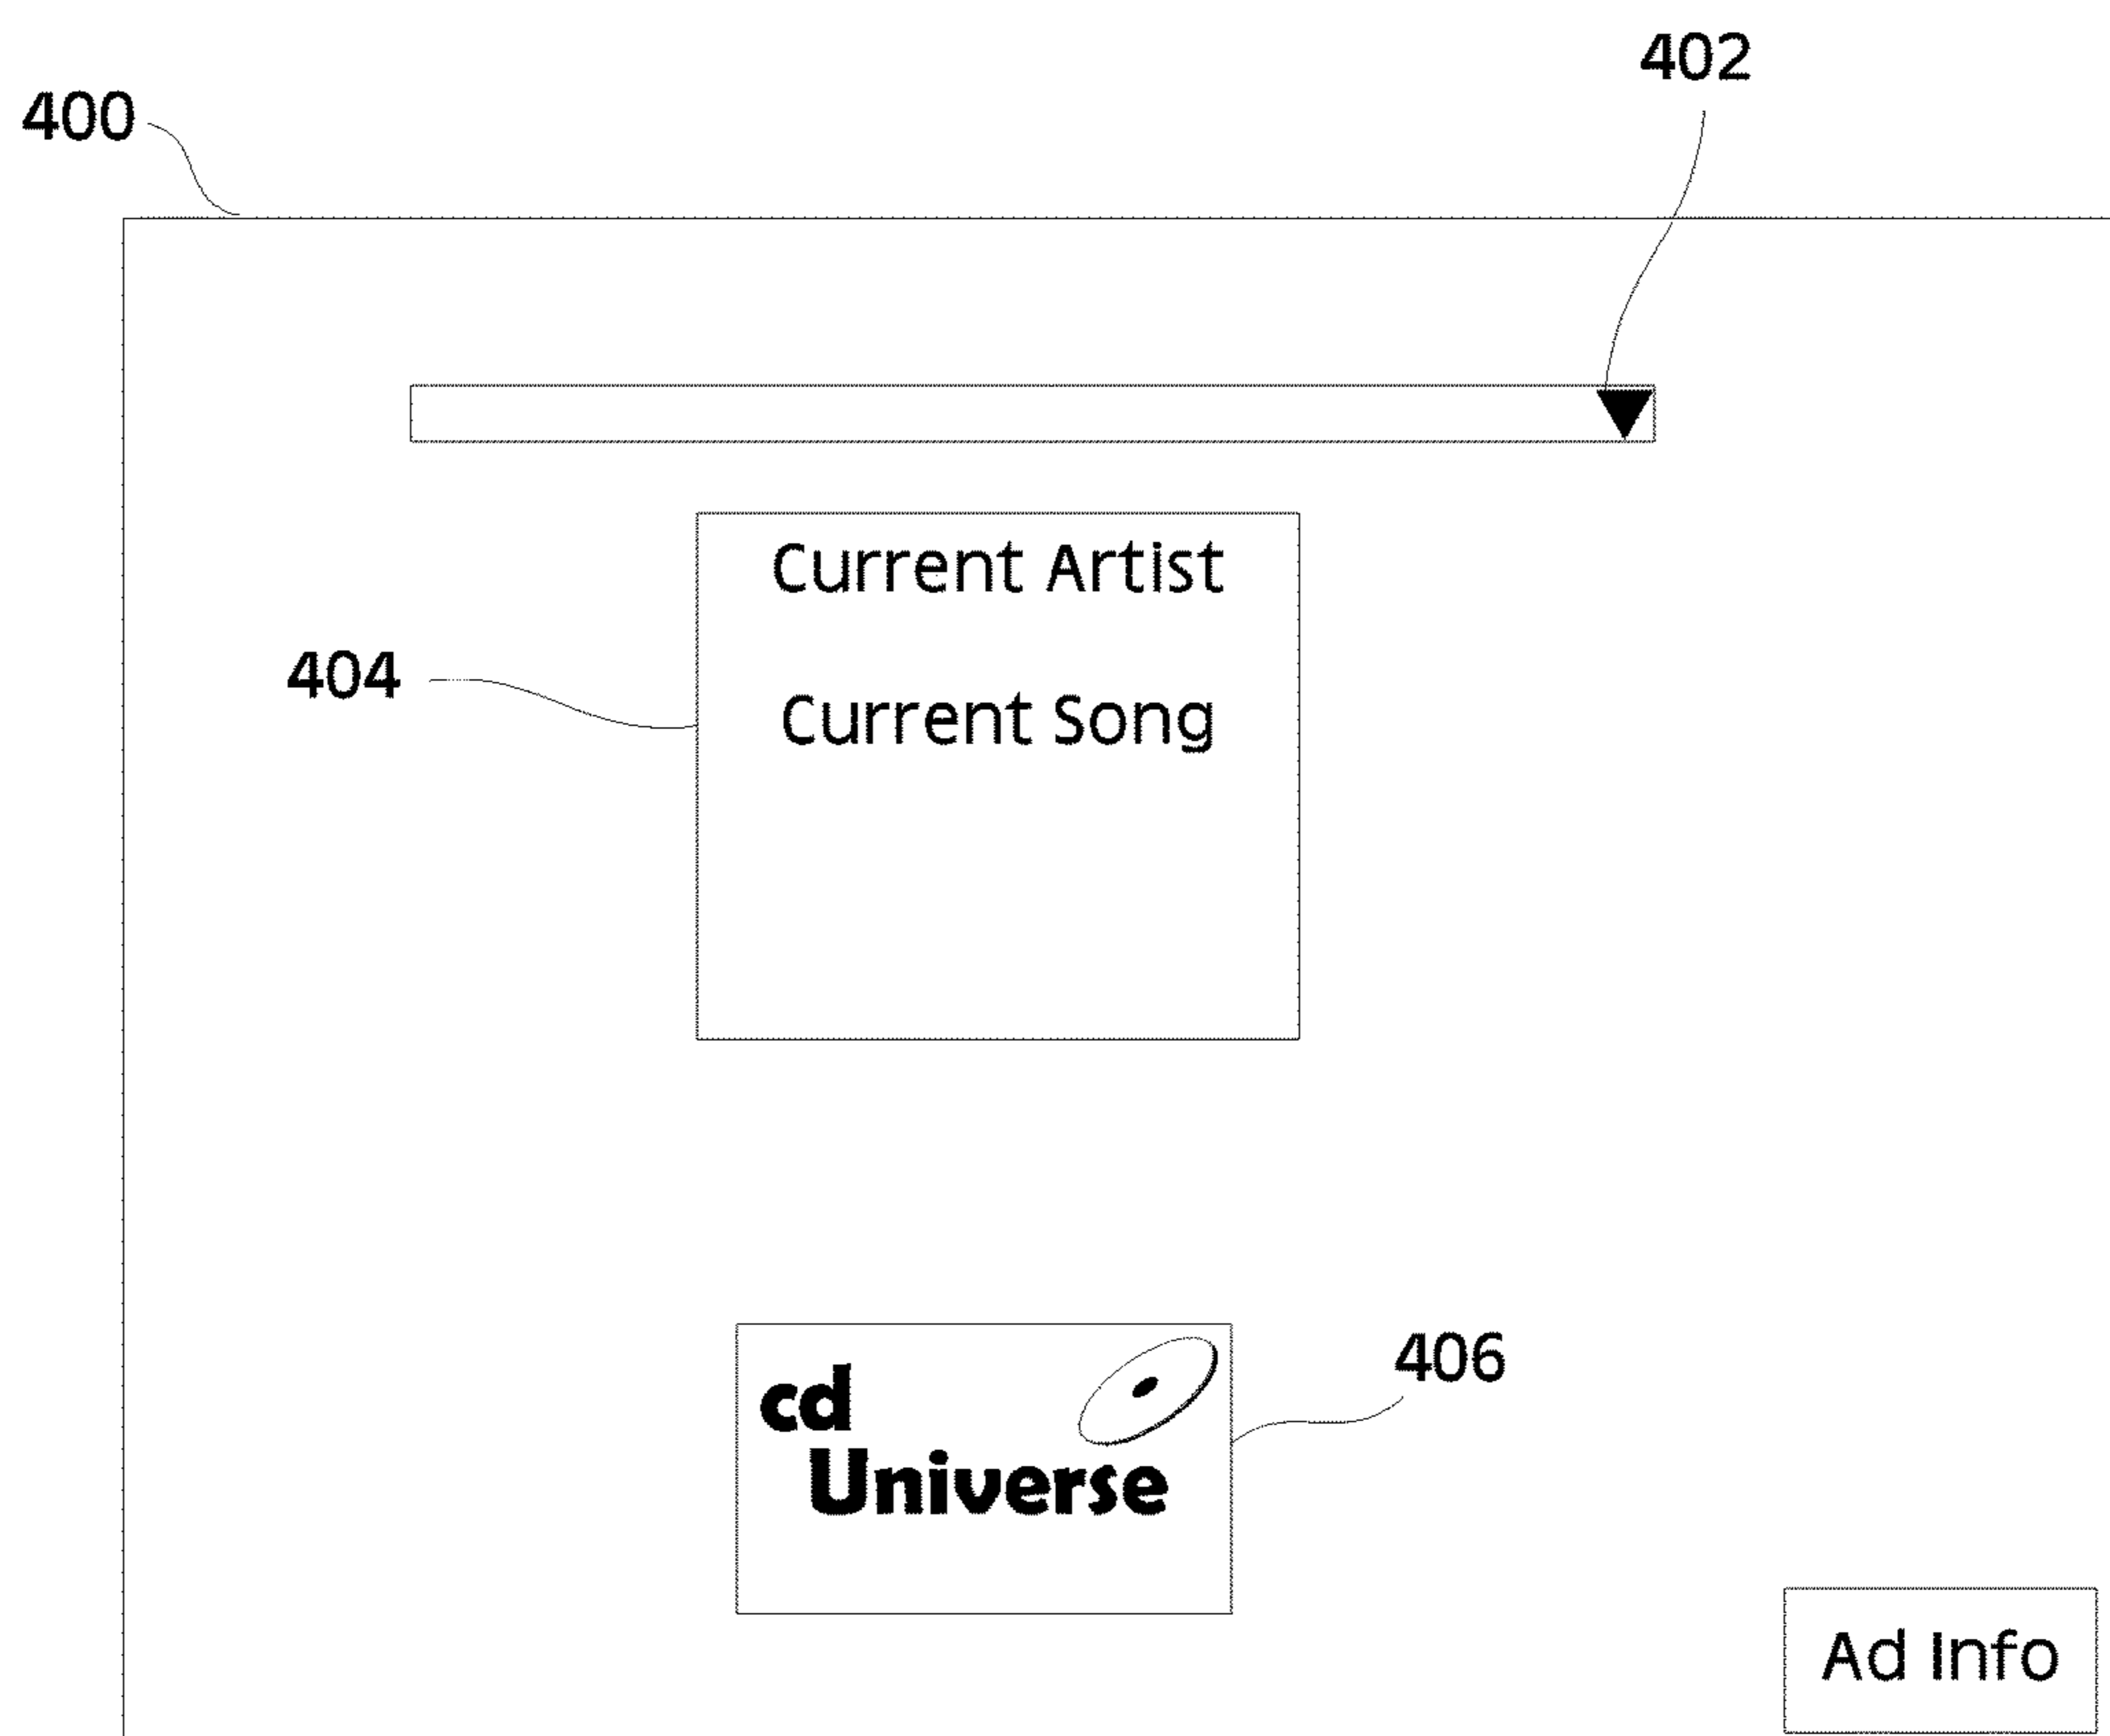 402
400
Current Artist
404
Current Song
406
cd
Universe
Ad Info